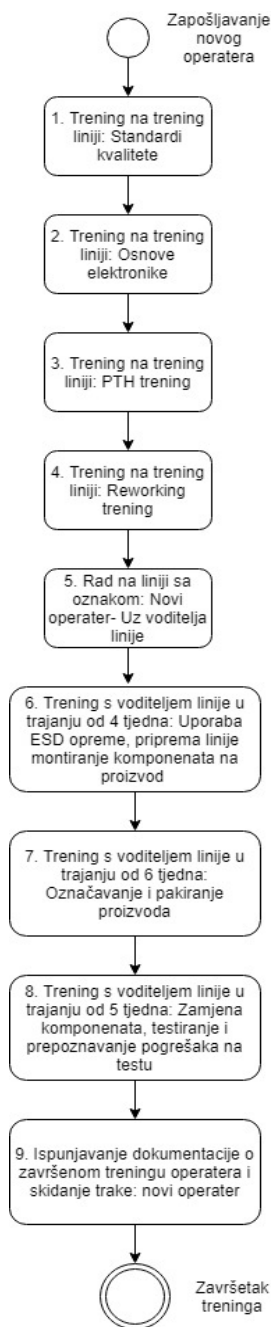 Zapošljavanje
novog
operatera
1. Trening na trening
liniji: Standardi
kvalitete
2. Trening na trening
liniji: Osnove
elektronike
3. Trening na trening
liniji: PTH trening
4. Trening na trening
liniji: Reworking
trening
5. Rad na liniji sa
oznakom: Novi
operater- Uz voditelja
linije
6. Trening s voditeljem linije u
trajanju od 4 tjedna: Uporaba
ESD opreme, priprema linije
montiranje komponenata na
proizvod
7. Trening s voditeljem linije u
trajanju od 6 tjedna:
Označavanje i pakiranje
proizvoda
8. Trening s voditeljem linije u
trajanju od 5 tjedna: Zamjena
komponenata, testiranje i
prepoznavanje pogrešaka na
testu
9. Ispunjavanje dokumentacije o
završenom treningu operatera i
skidanje trake: novi operater
Završetak
treninga